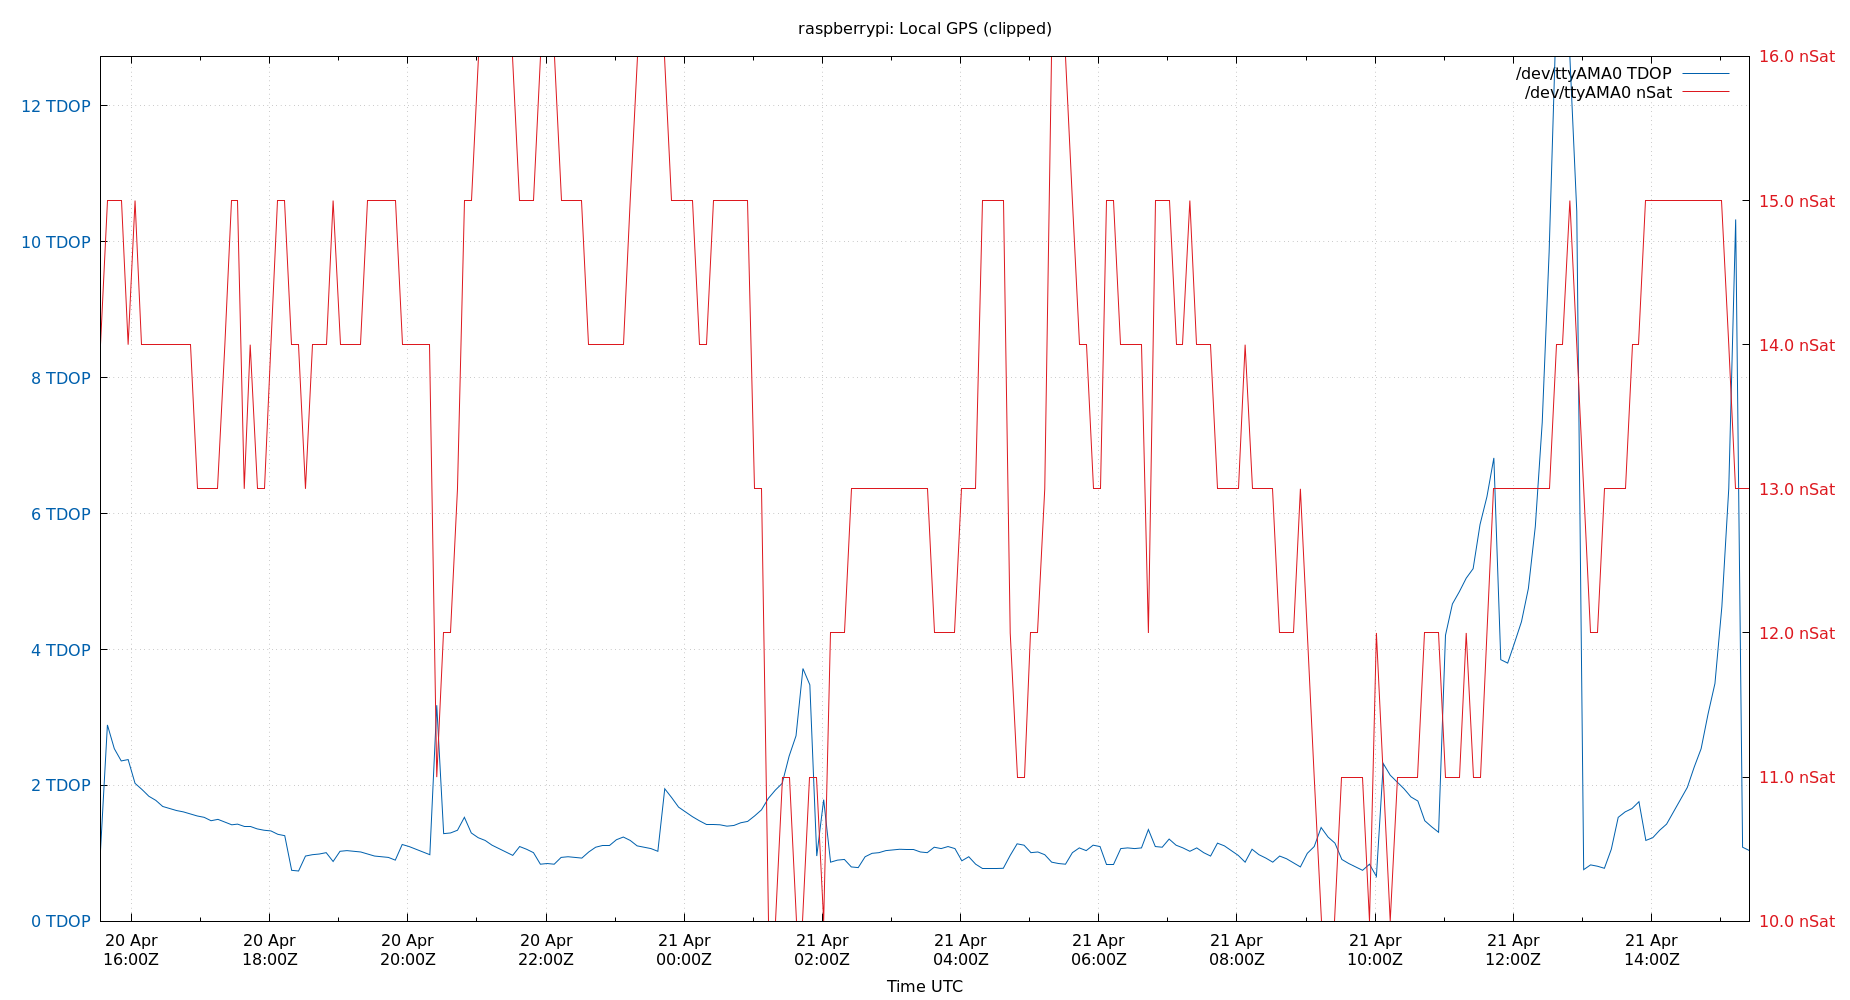 raspberrypi: Local GPS (clipped)
16.0 nSat
/dev/ttyAMA0 TDOP
/dev/ttyAMA0 nSat
12 TDOP
15.0 nSat
10 TDOP
14.0 nSat
8 TDOP
13.0 nSat
6 TDOP
12.0 nSat
4 TDOP
11.0 nSat
2 TDOP
10.0 nSat
0 TDOP
20 Apr 20 Apr 20 Apr 20 Apr 21 Apr 21 Apr 21 Apr 21 Apr 21 Apr 21 Apr 21 Apr 21 Apr
16:00Z 18:00Z 20:00Z 22:00Z 00:00Z 02:00Z 04:00Z 06:00Z 08:00Z 10:00Z 12:00Z 14:00Z
Time UTC